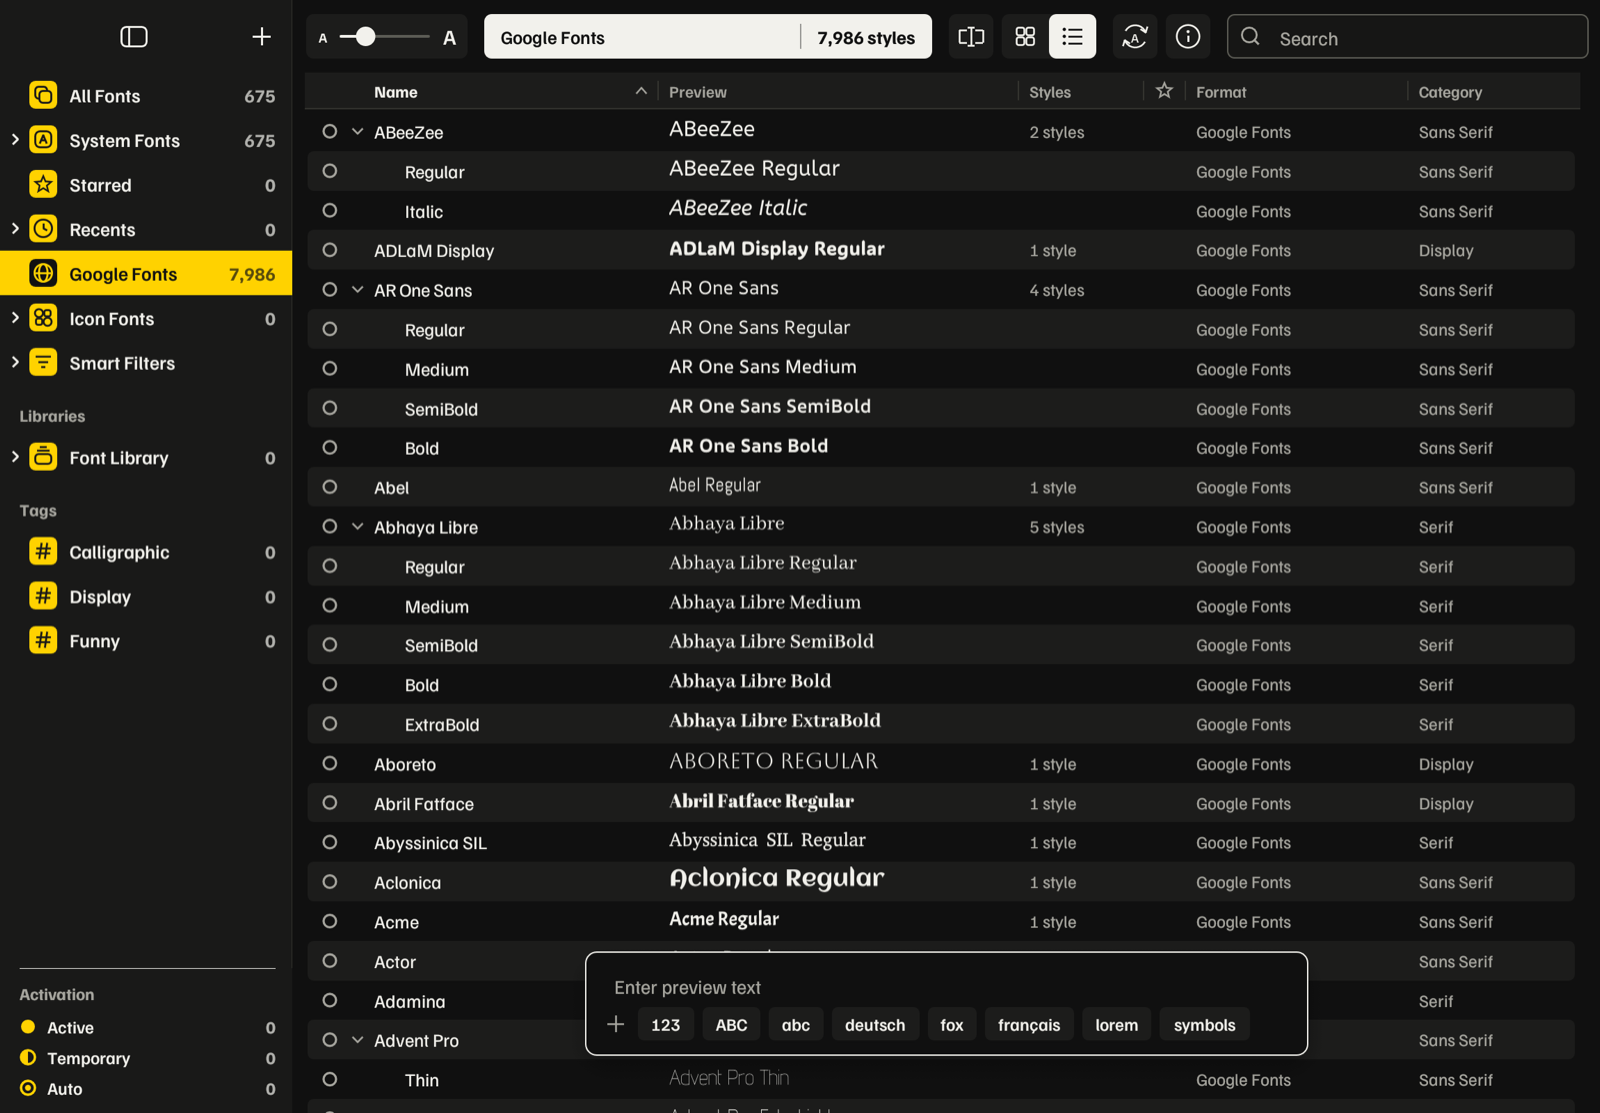 A
A
Google Fonts 7,986 styles
Search
All Fonts 675
System Fonts 675
Starred 0
Recents 0
Google Fonts 7,986
Icon Fonts 0
Smart Filters
Libraries
Font Library 0
Tags
# Calligraphic 0
# Display 0
# Funny 0
Activation
Active 0
Temporary 0
Auto 0
Name Preview Styles Format Category
ABeeZee ABeeZee 2 styles Google Fonts Sans Serif
Regular ABeeZee Regular Google Fonts Sans Serif
Italic ABeeZee Italic Google Fonts Sans Serif
ADLaM Display ADLaM Display Regular 1 style Google Fonts Display
AR One Sans AR One Sans 4 styles Google Fonts Sans Serif
Regular AR One Sans Regular Google Fonts Sans Serif
Medium AR One Sans Medium Google Fonts Sans Serif
SemiBold AR One Sans SemiBold Google Fonts Sans Serif
Bold AR One Sans Bold Google Fonts Sans Serif
Abel Abel Regular 1 style Google Fonts Sans Serif
Abhaya Libre Abhaya Libre 5 styles Google Fonts Serif
Regular Abhaya Libre Regular Google Fonts Serif
Medium Abhaya Libre Medium Google Fonts Serif
SemiBold Abhaya Libre SemiBold Google Fonts Serif
Bold Abhaya Libre Bold Google Fonts Serif
ExtraBold Abhaya Libre ExtraBold Google Fonts Serif
Aboreto ABORETO REGULAR 1 style Google Fonts Display
Abril Fatface Abril Fatface Regular 1 style Google Fonts Display
Abyssinica SIL Abyssinica SIL Regular 1 style Google Fonts Serif
Aclonica Aclonica Regular 1 style Google Fonts Sans Serif
Acme Acme Regular 1 style Google Fonts Sans Serif
Actor Sans Serif
Adamina Serif
Advent Pro Sans Serif
Thin Advent Pro Thin Google Fonts Sans Serif
Enter preview text
123 ABC abc deutsch fox français lorem symbols